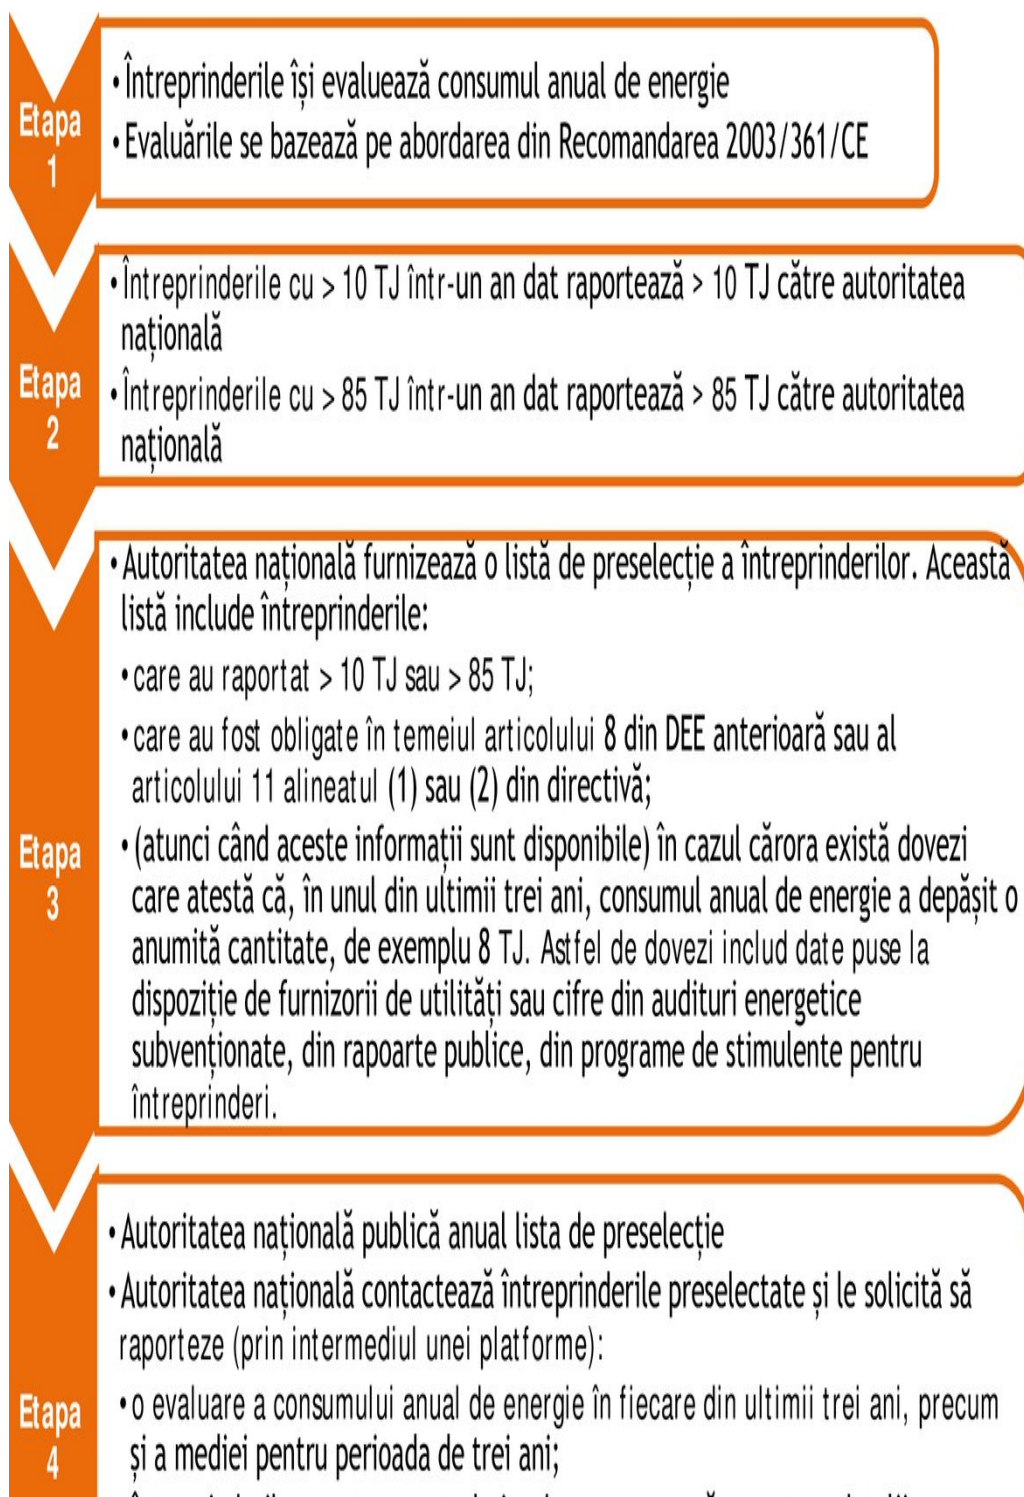 Etapa
1
• Întreprinderile își evaluează consumul anual de energie
• Evaluările se bazează pe abordarea din Recomandarea 2003/361/CE
Etapa
2
• Întreprinderile cu > 10 TJ într-un an dat raportează > 10 TJ către autoritatea
națională
• Întreprinderile cu > 85 TJ într-un an dat raportează > 85 TJ către autoritatea
națională
Etapa
3
• Autoritatea națională furnizează o listă de preselecție a întreprinderilor. Această
listă include întreprinderile:
• care au raportat > 10 TJ sau > 85 TJ;
• care au fost obligate în temeiul articolului 8 din DEE anterioară sau al
articolului 11 alineatul (1) sau (2) din directivă;
• (atunci când aceste informații sunt disponibile) în cazul cărora există dovezi
care atestă că, în unul din ultimii trei ani, consumul anual de energie a depășit o
anumită cantitate, de exemplu 8 TJ. Astfel de dovezi includ date puse la
dispoziție de furnizorii de utilități sau cifre din audituri energetice
subvenționate, din rapoarte publice, din programe de stimulente pentru
întreprinderi.
Etapa
4
• Autoritatea națională publică anual lista de preselecție
• Autoritatea națională contactează întreprinderile preselectate și le solicită să
raporteze (prin intermediul unei platforme):
• o evaluare a consumului anual de energie în fiecare din ultimii trei ani, precum
și a mediei pentru perioada de trei ani;